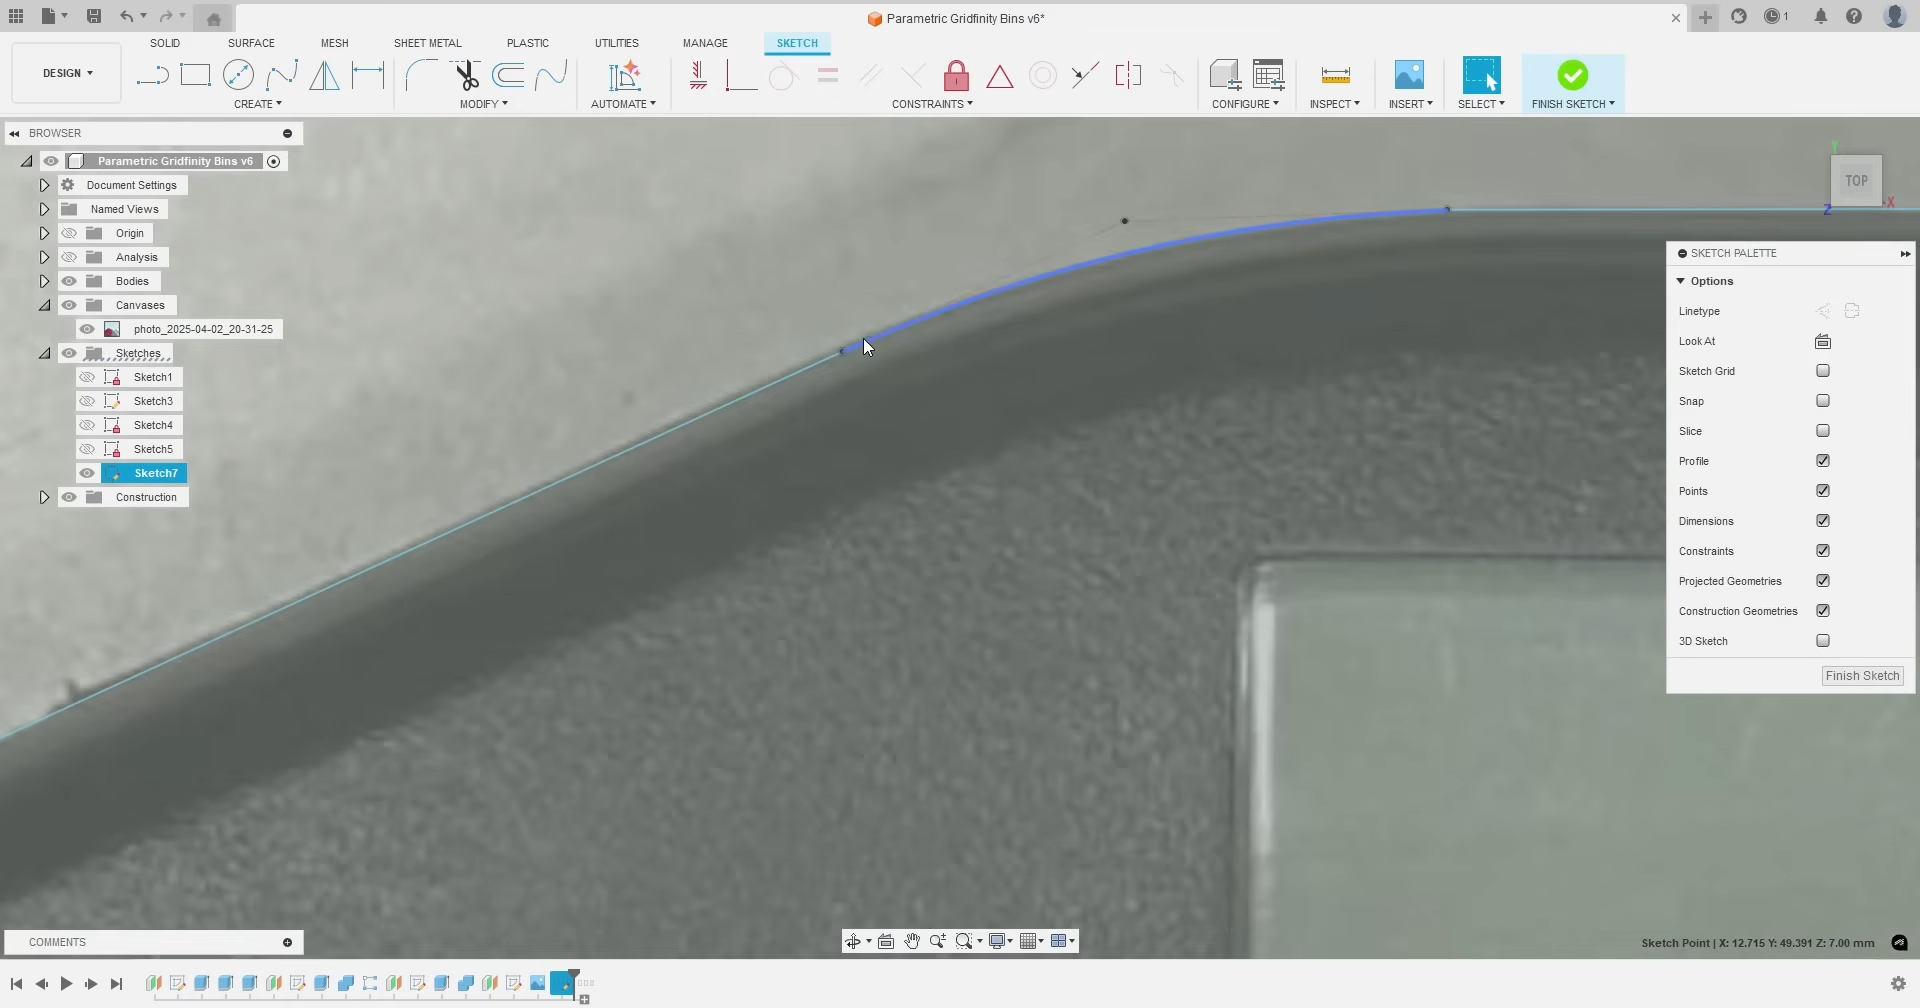 Parametric Gridfinity Bins v6*
1
DESIGN
SOLID
SURFACE
MESH
SHEET METAL
PLASTIC
UTILITIES
MANAGE
SKETCH
CREATE
MODIFY
AUTOMATE
CONSTRAINTS
CONFIGURE
INSPECT
INSERT
SELECT
FINISH SKETCH
BROWSER
Parametric Gridfinity Bins v6
Document Settings
Named Views
Origin
Analysis
Bodies
Canvases
photo_2025-04-02_20-31-25
Sketches
Sketch1
Sketch3
Sketch4
Sketch5
Sketch7
Construction
Y
TOP
Z
X
SKETCH PALETTE
Options
Linetype
Look At
Sketch Grid
Snap
Slice
Profile
Points
Dimensions
Constraints
Projected Geometries
Construction Geometries
3D Sketch
Finish Sketch
COMMENTS
Sketch Point | X: 12.715 Y: 49.391 Z: 7.00 mm